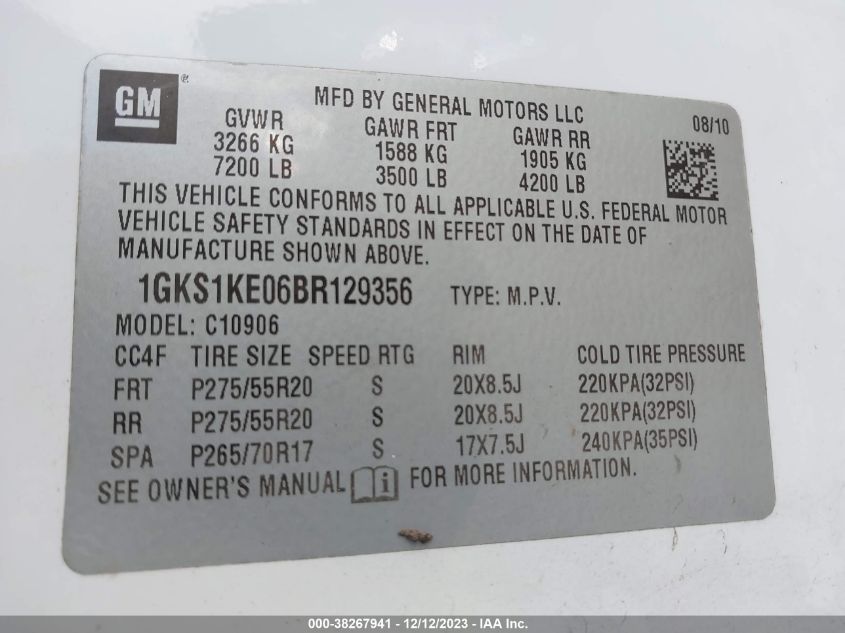 GM ®
MFD BY GENERAL MOTORS LLC
08/10
GVWR GAWR FRT GAWR RR
3266 KG 1588 KG 1905 KG
7200 LB 3500 LB 4200 LB
THIS VEHICLE CONFORMS TO ALL APPLICABLE U.S. FEDERAL MOTOR
VEHICLE SAFETY STANDARDS IN EFFECT ON THE DATE OF
MANUFACTURE SHOWN ABOVE.
1GKS1KE06BR129356 TYPE: M.P.V.
MODEL: C10906
CC4F TIRE SIZE SPEED RTG RIM COLD TIRE PRESSURE
FRT P275/55R20 S 20X8.5J 220KPA(32PSI)
RR P275/55R20 S 20X8.5J 220KPA(32PSI)
SPA P265/70R17 S 17X7.5J 240KPA(35PSI)
SEE OWNER'S MANUAL i FOR MORE INFORMATION.
000-38267941 - 12/12/2023 - IAA Inc.